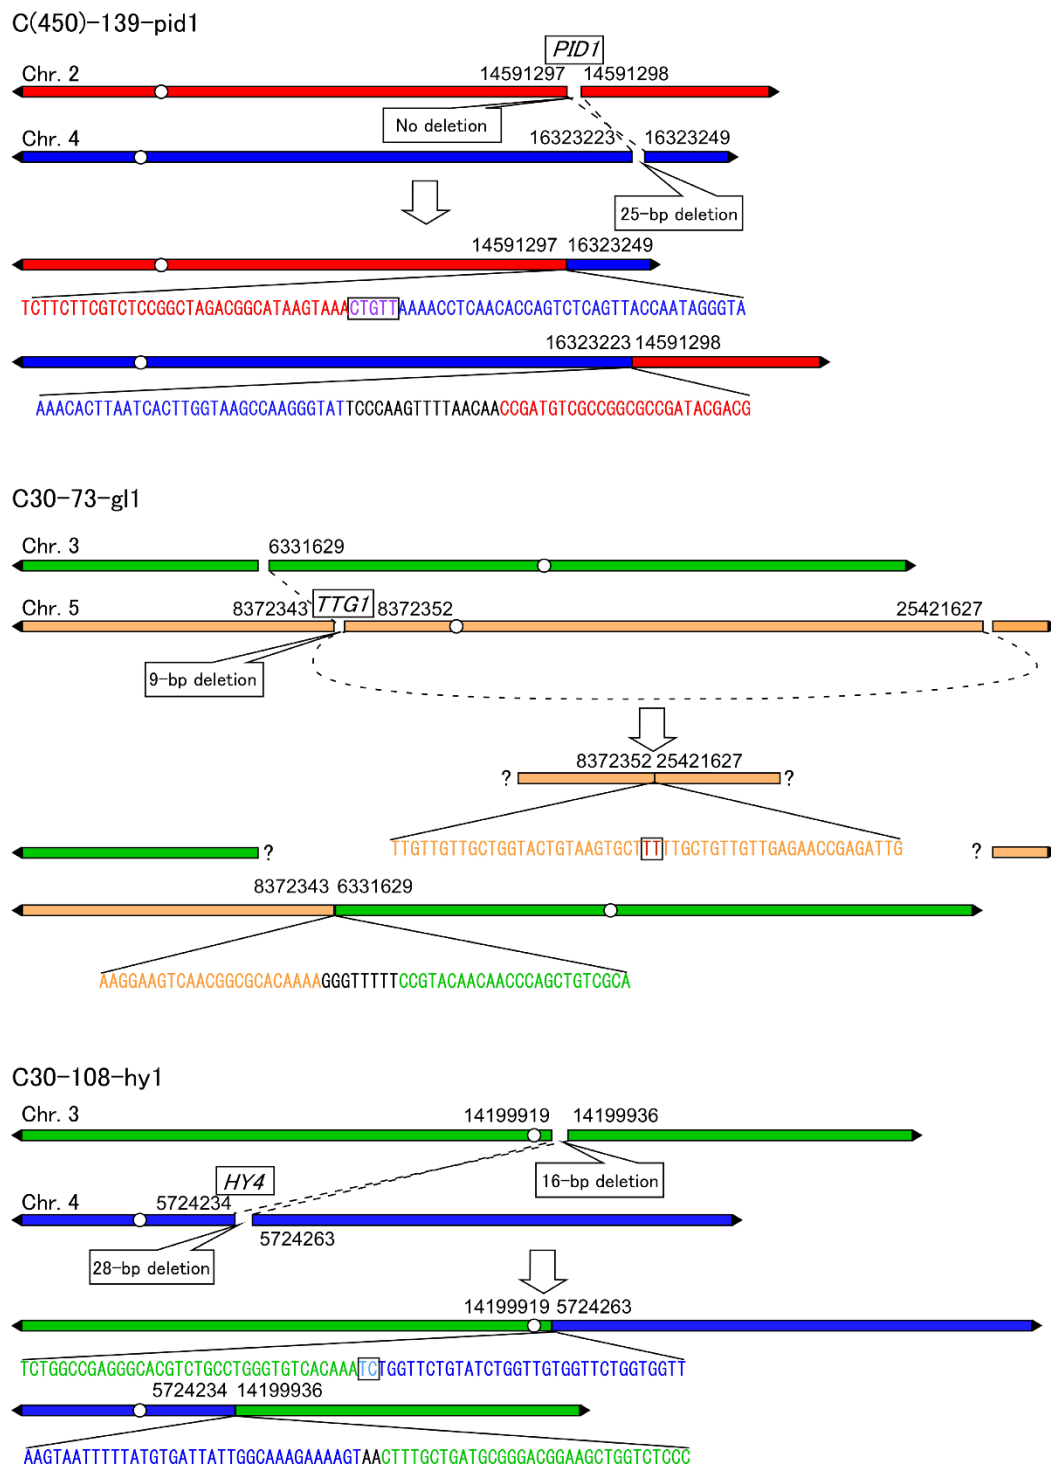 C(450)-139-pid1
PID1
Chr. 2
14591297 14591298
No deletion
Chr. 4
16323223 16323249
25-bp deletion
14591297 16323249
TCTTCTTCGTCTCCGGCTAGACGGCATAAGTAAACTGTTAAAACCTCAACACCAGTCTCAGTTACCAATAGGGTA
16323223 14591298
AAACACTTAATCACTTGGTAAGCCAAGGGTATTCCCAAGTTTTAACAACCGATGTCGCCGGCGCCGATACGACG
C30-73-gl1
Chr. 3
6331629
Chr. 5
8372343 TTG1 8372352 25421627
9-bp deletion
8372352 25421627
? ?
TTGTTGTTGCTGGTACTGTAAGTGCTTTTTGCTGTTGTTGAGAACCGAGATTG
? ?
8372343 6331629
AAGGAAGTCAACGGCGCACAAAAGGGTTTTTCCGTACAACAACCCAGCTGTCGCA
C30-108-hy1
Chr. 3
14199919 14199936
16-bp deletion
HY4
Chr. 4
5724234
5724263
28-bp deletion
14199919 5724263
TCTGGCCGAGGGCACGTCTGCCTGGGTGTCACAAATCTGGTTCTGTATCTGGTTGTGGTTCTGGTGGTT
5724234 14199936
AAGTAATTTTTATGTGATTATTGGCAAAGAAAAGTAACTTTGCTGATGCGGGACGGAAGCTGGTCTCCC